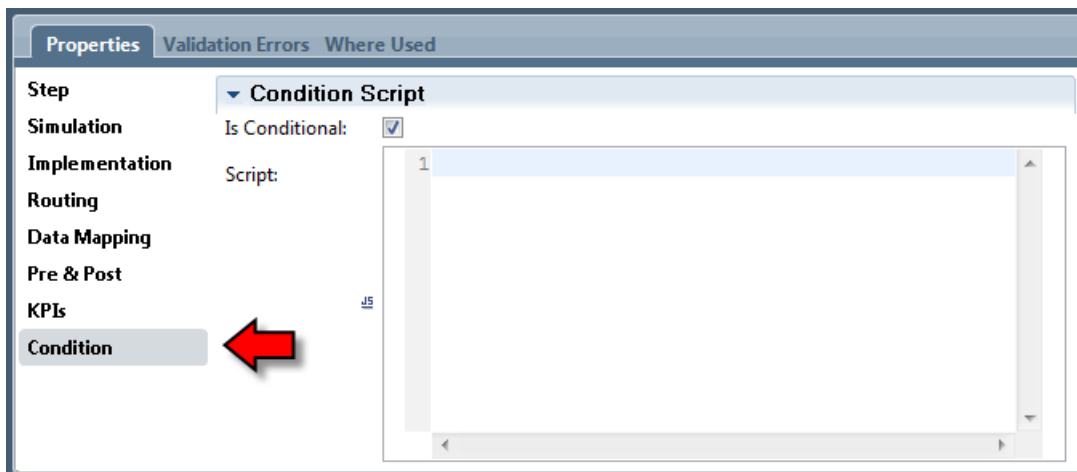 Properties Validation Errors Where Used
Step
Simulation
Implementation
Routing
Data Mapping
Pre & Post
KPIs
Condition
Condition Script
Is Conditional:
Script:
1
JS